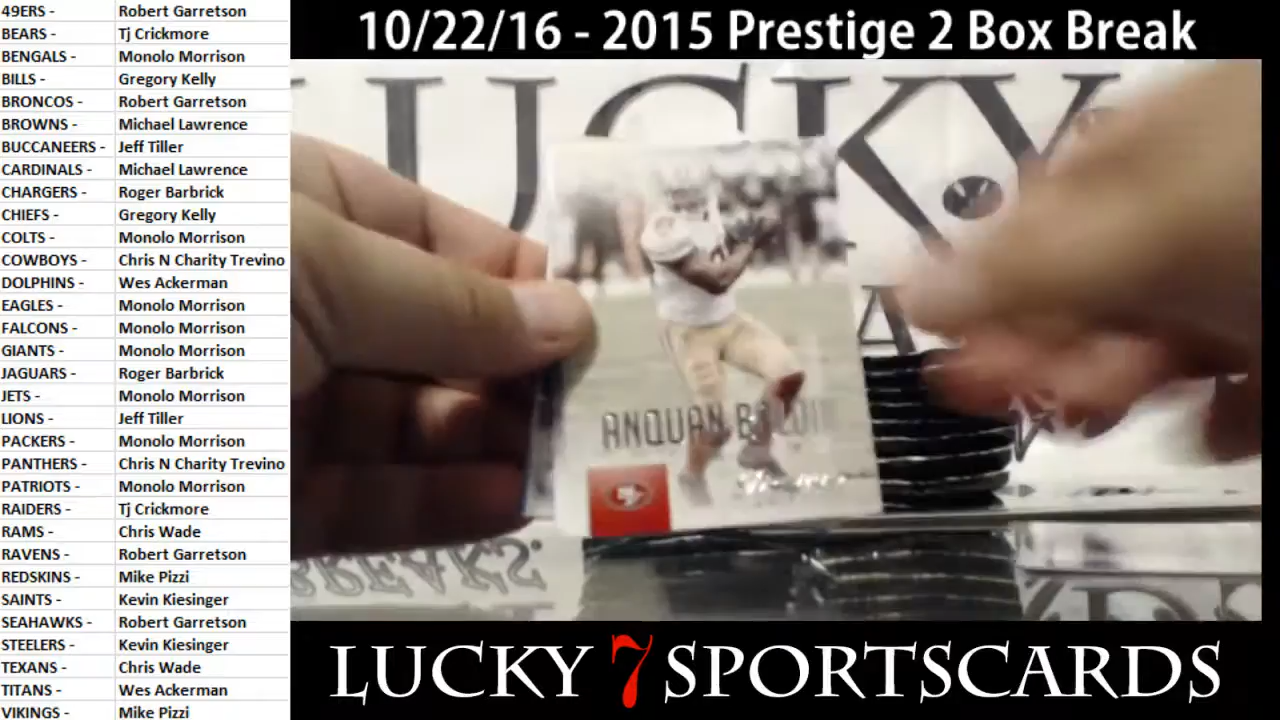 49ERS - Robert Garretson
BEARS - Tj Crickmore
BENGALS - Monolo Morrison
BILLS - Gregory Kelly
BRONCOS - Robert Garretson
BROWNS - Michael Lawrence
BUCCANEERS - Jeff Tiller
CARDINALS - Michael Lawrence
CHARGERS - Roger Barbrick
CHIEFS - Gregory Kelly
COLTS - Monolo Morrison
COWBOYS - Chris N Charity Trevino
DOLPHINS - Wes Ackerman
EAGLES - Monolo Morrison
FALCONS - Monolo Morrison
GIANTS - Monolo Morrison
JAGUARS - Roger Barbrick
JETS - Monolo Morrison
LIONS - Jeff Tiller
PACKERS - Monolo Morrison
PANTHERS - Chris N Charity Trevino
PATRIOTS - Monolo Morrison
RAIDERS - Tj Crickmore
RAMS - Chris Wade
RAVENS - Robert Garretson
REDSKINS - Mike Pizzi
SAINTS - Kevin Kiesinger
SEAHAWKS - Robert Garretson
STEELERS - Kevin Kiesinger
TEXANS - Chris Wade
TITANS - Wes Ackerman
VIKINGS - Mike Pizzi
10/22/16 - 2015 Prestige 2 Box Break
LUCKY
ANQUAN
BREAKS:
LUCKY 7 SPORTSCARDS